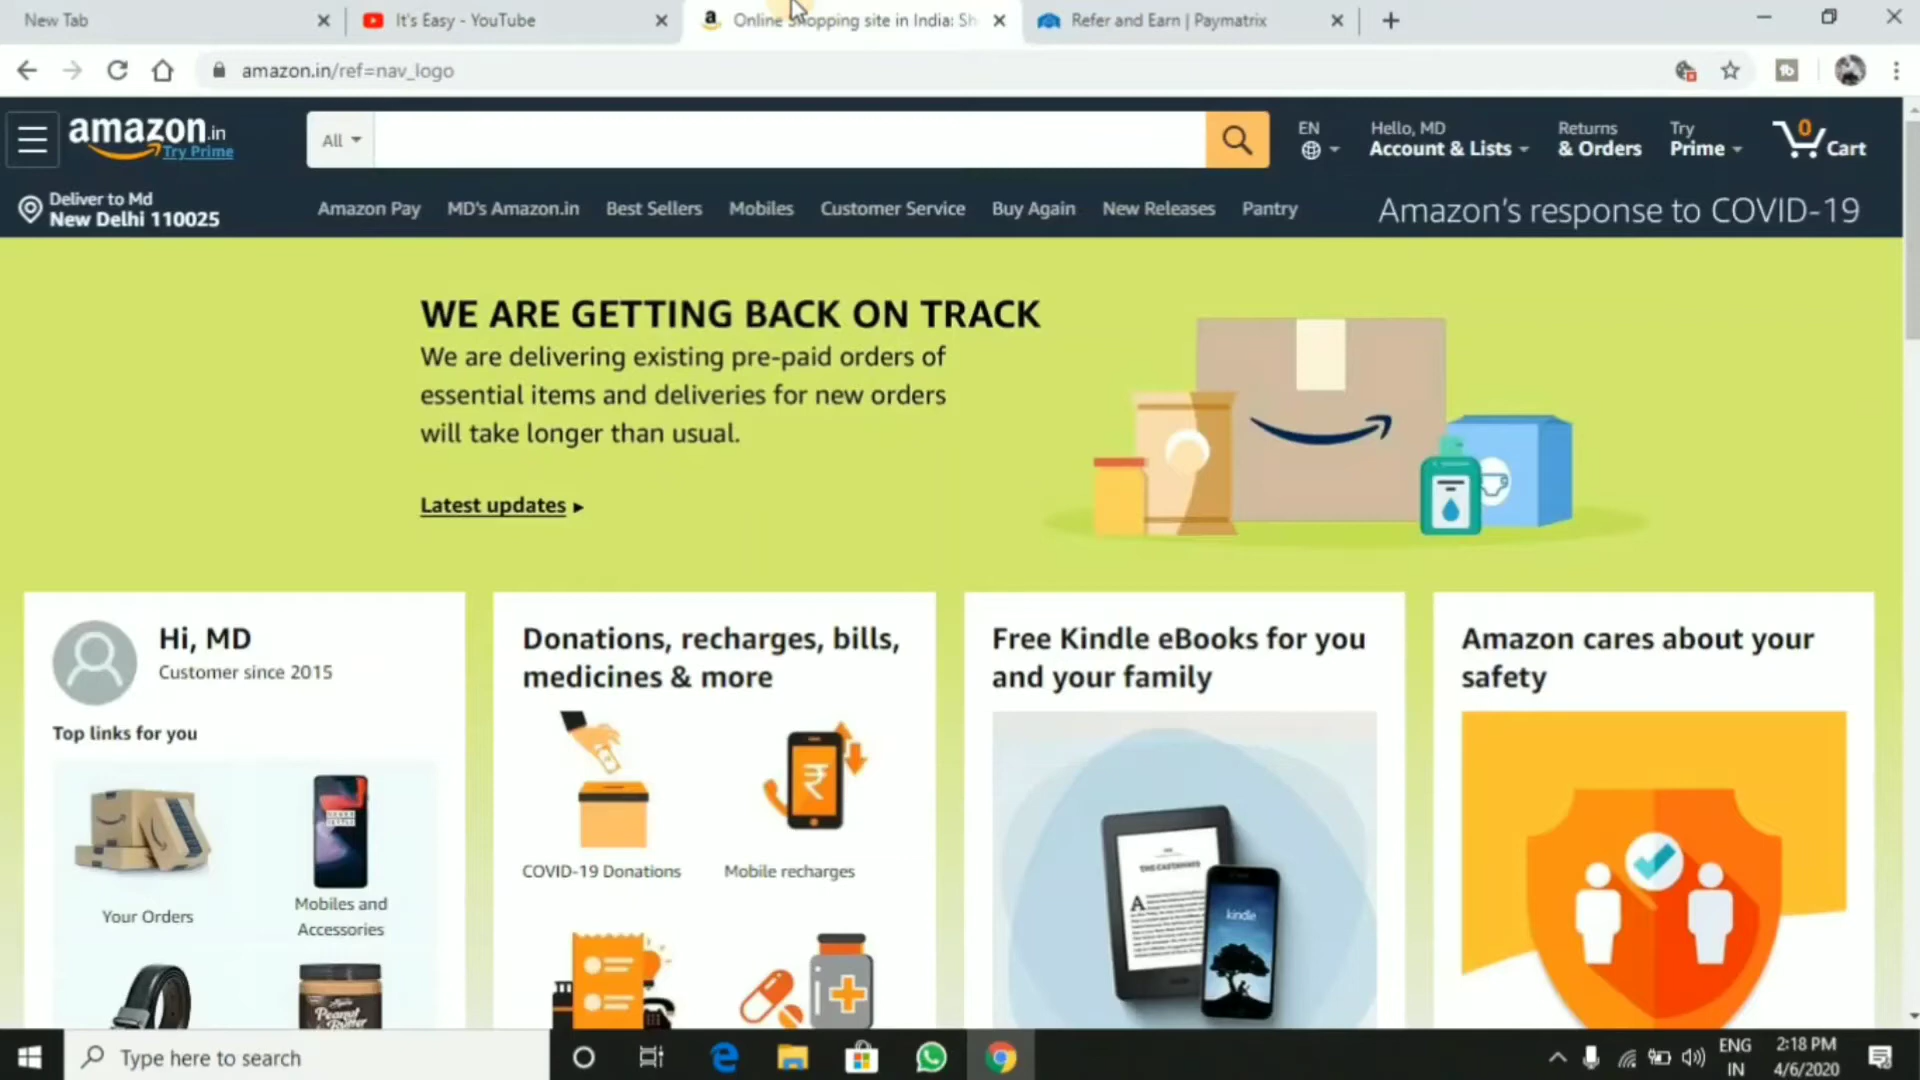 New Tab
It's Easy - YouTube
Online Shopping site in India: Sh
Refer and Earn | Paymatrix
amazon.in/ref=nav_logo
amazon.in
Try Prime
All
EN
Hello, MD
Account & Lists
Returns
& Orders
Try
Prime
0
Cart
Deliver to Md
New Delhi 110025
Amazon Pay
MD's Amazon.in
Best Sellers
Mobiles
Customer Service
Buy Again
New Releases
Pantry
Amazon's response to COVID-19
WE ARE GETTING BACK ON TRACK
We are delivering existing pre-paid orders of
essential items and deliveries for new orders
will take longer than usual.
Latest updates ▸
Hi, MD
Customer since 2015
Top links for you
Your Orders
Mobiles and
Accessories
Peanut
Butter
Donations, recharges, bills,
medicines & more
COVID-19 Donations
₹
Mobile recharges
Free Kindle eBooks for you
and your family
THE CASTAWAYS
A
kindle
Amazon cares about your
safety
Type here to search
ENG
IN
2:18 PM
4/6/2020